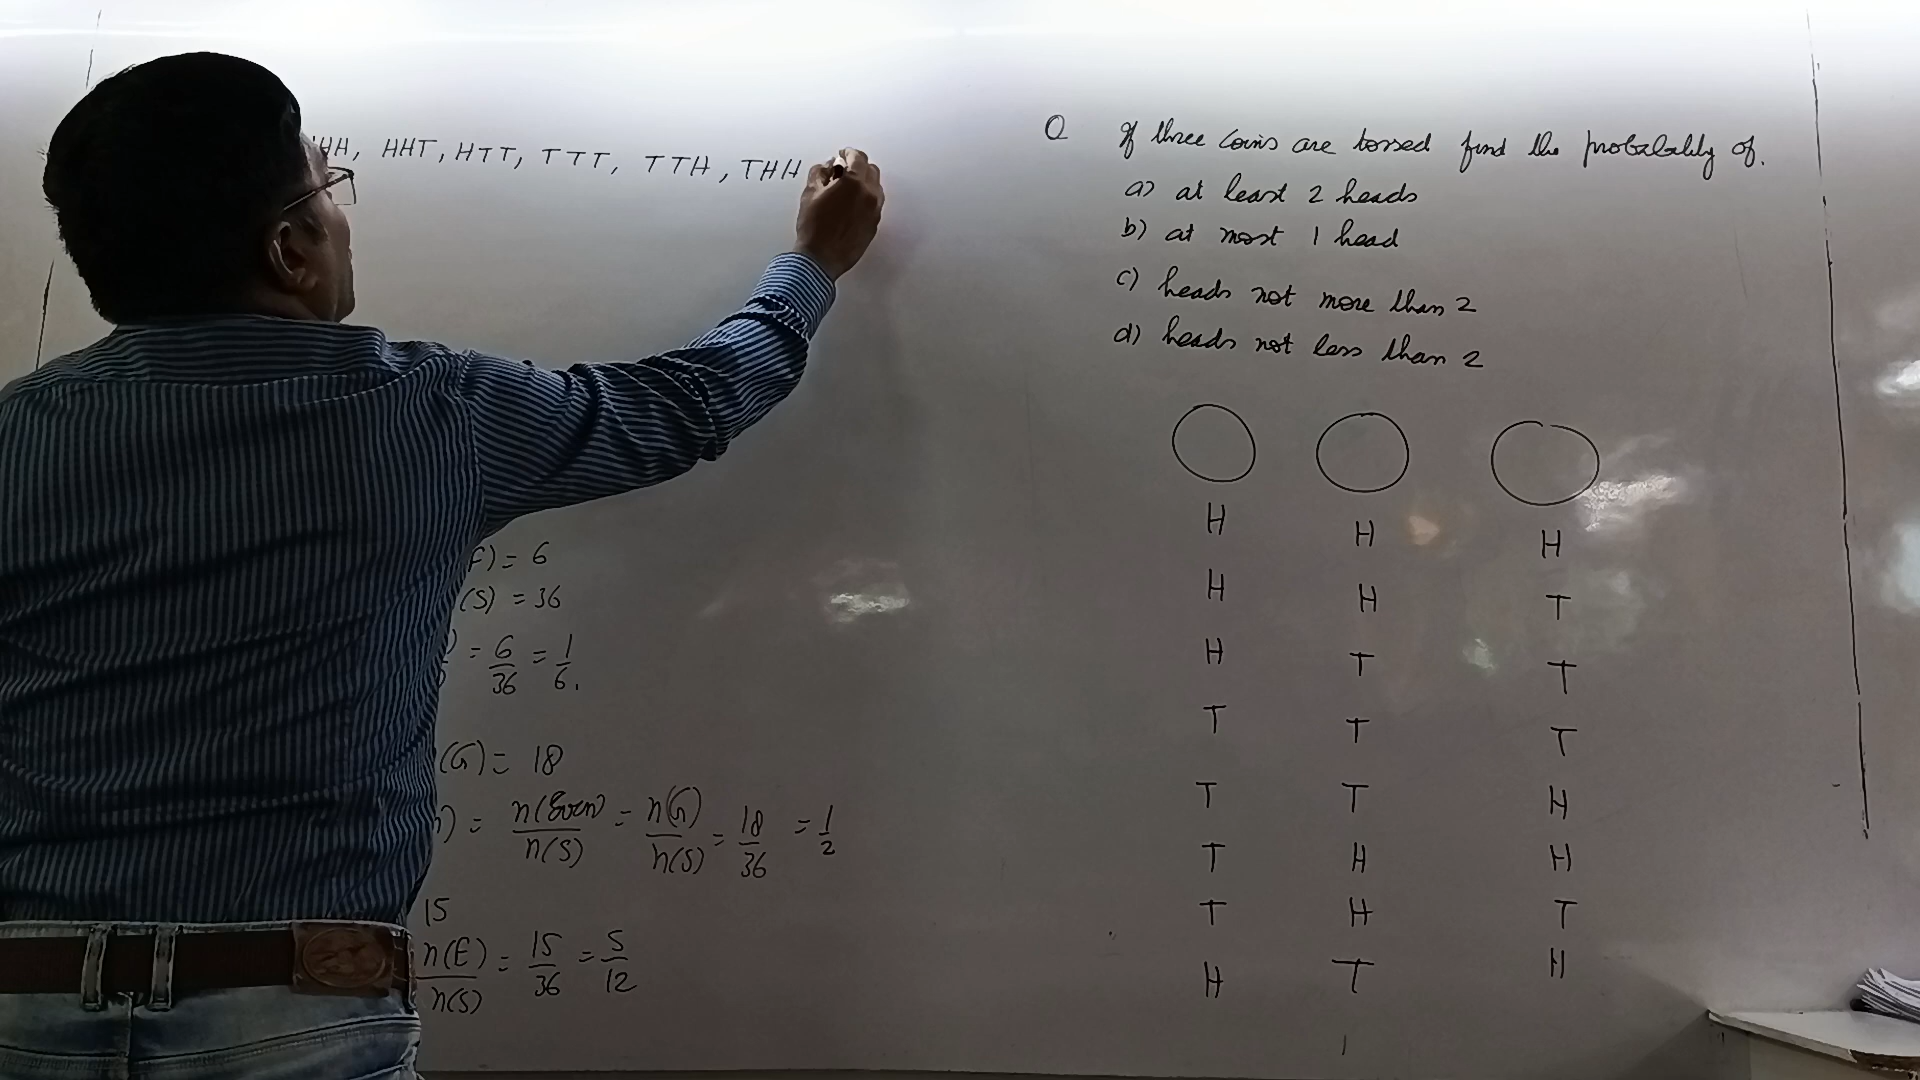 HH, HHT, HTT, TTT, TTH, THH
) = 6
(S) = 36
= 6/36 = 1/6.
(G) = 18
) = n(Even)/n(S) = n(G)/n(S) = 18/36 = 1/2
15
n(E)/n(S) = 15/36 = 5/12
Q If three coins are tossed find the probability of.
a) at least 2 heads
b) at most 1 head
c) heads not more than 2
d) heads not less than 2
H H H
H H T
H T T
T T T
T T H
T H H
T H T
H T H